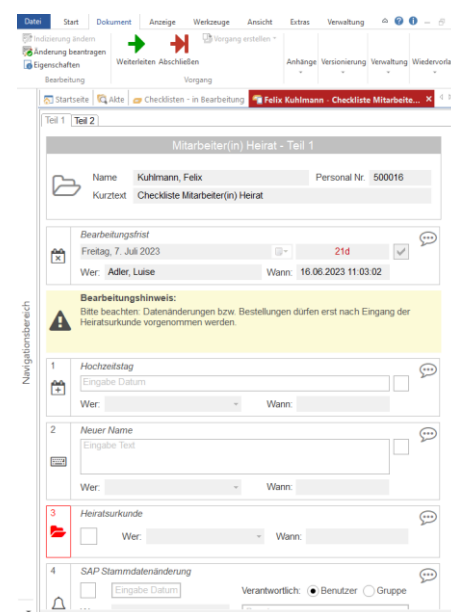 Datei Start Dokument Anzeige Werkzeuge Ansicht Extras Verwaltung
Indizierung ändern
Änderung beantragen
Eigenschaften
Weiterleiten Abschließen
Vorgang erstellen
Anhänge Versionierung Verwaltung Wiedervorla
Bearbeitung Vorgang
Startseite Akte Checklisten - in Bearbeitung Felix Kuhlmann - Checkliste Mitarbeite...
Teil 1 Teil 2
Mitarbeiter(in) Heirat - Teil 1
Name Kuhlmann, Felix Personal Nr. 500016
Kurztext Checkliste Mitarbeiter(in) Heirat
Bearbeitungsfrist
Freitag, 7. Juli 2023 21d
Wer: Adler, Luise Wann: 16.06.2023 11:03:02
Bearbeitungshinweis:
Bitte beachten: Datenänderungen bzw. Bestellungen dürfen erst nach Eingang der
Heiratsurkunde vorgenommen werden.
Navigationsbereich
1 Hochzeitstag
Eingabe Datum
Wer: Wann:
2 Neuer Name
Eingabe Text
Wer: Wann:
3 Heiratsurkunde
Wer: Wann:
4 SAP Stammdatenänderung
Eingabe Datum Verantwortlich: Benutzer Gruppe